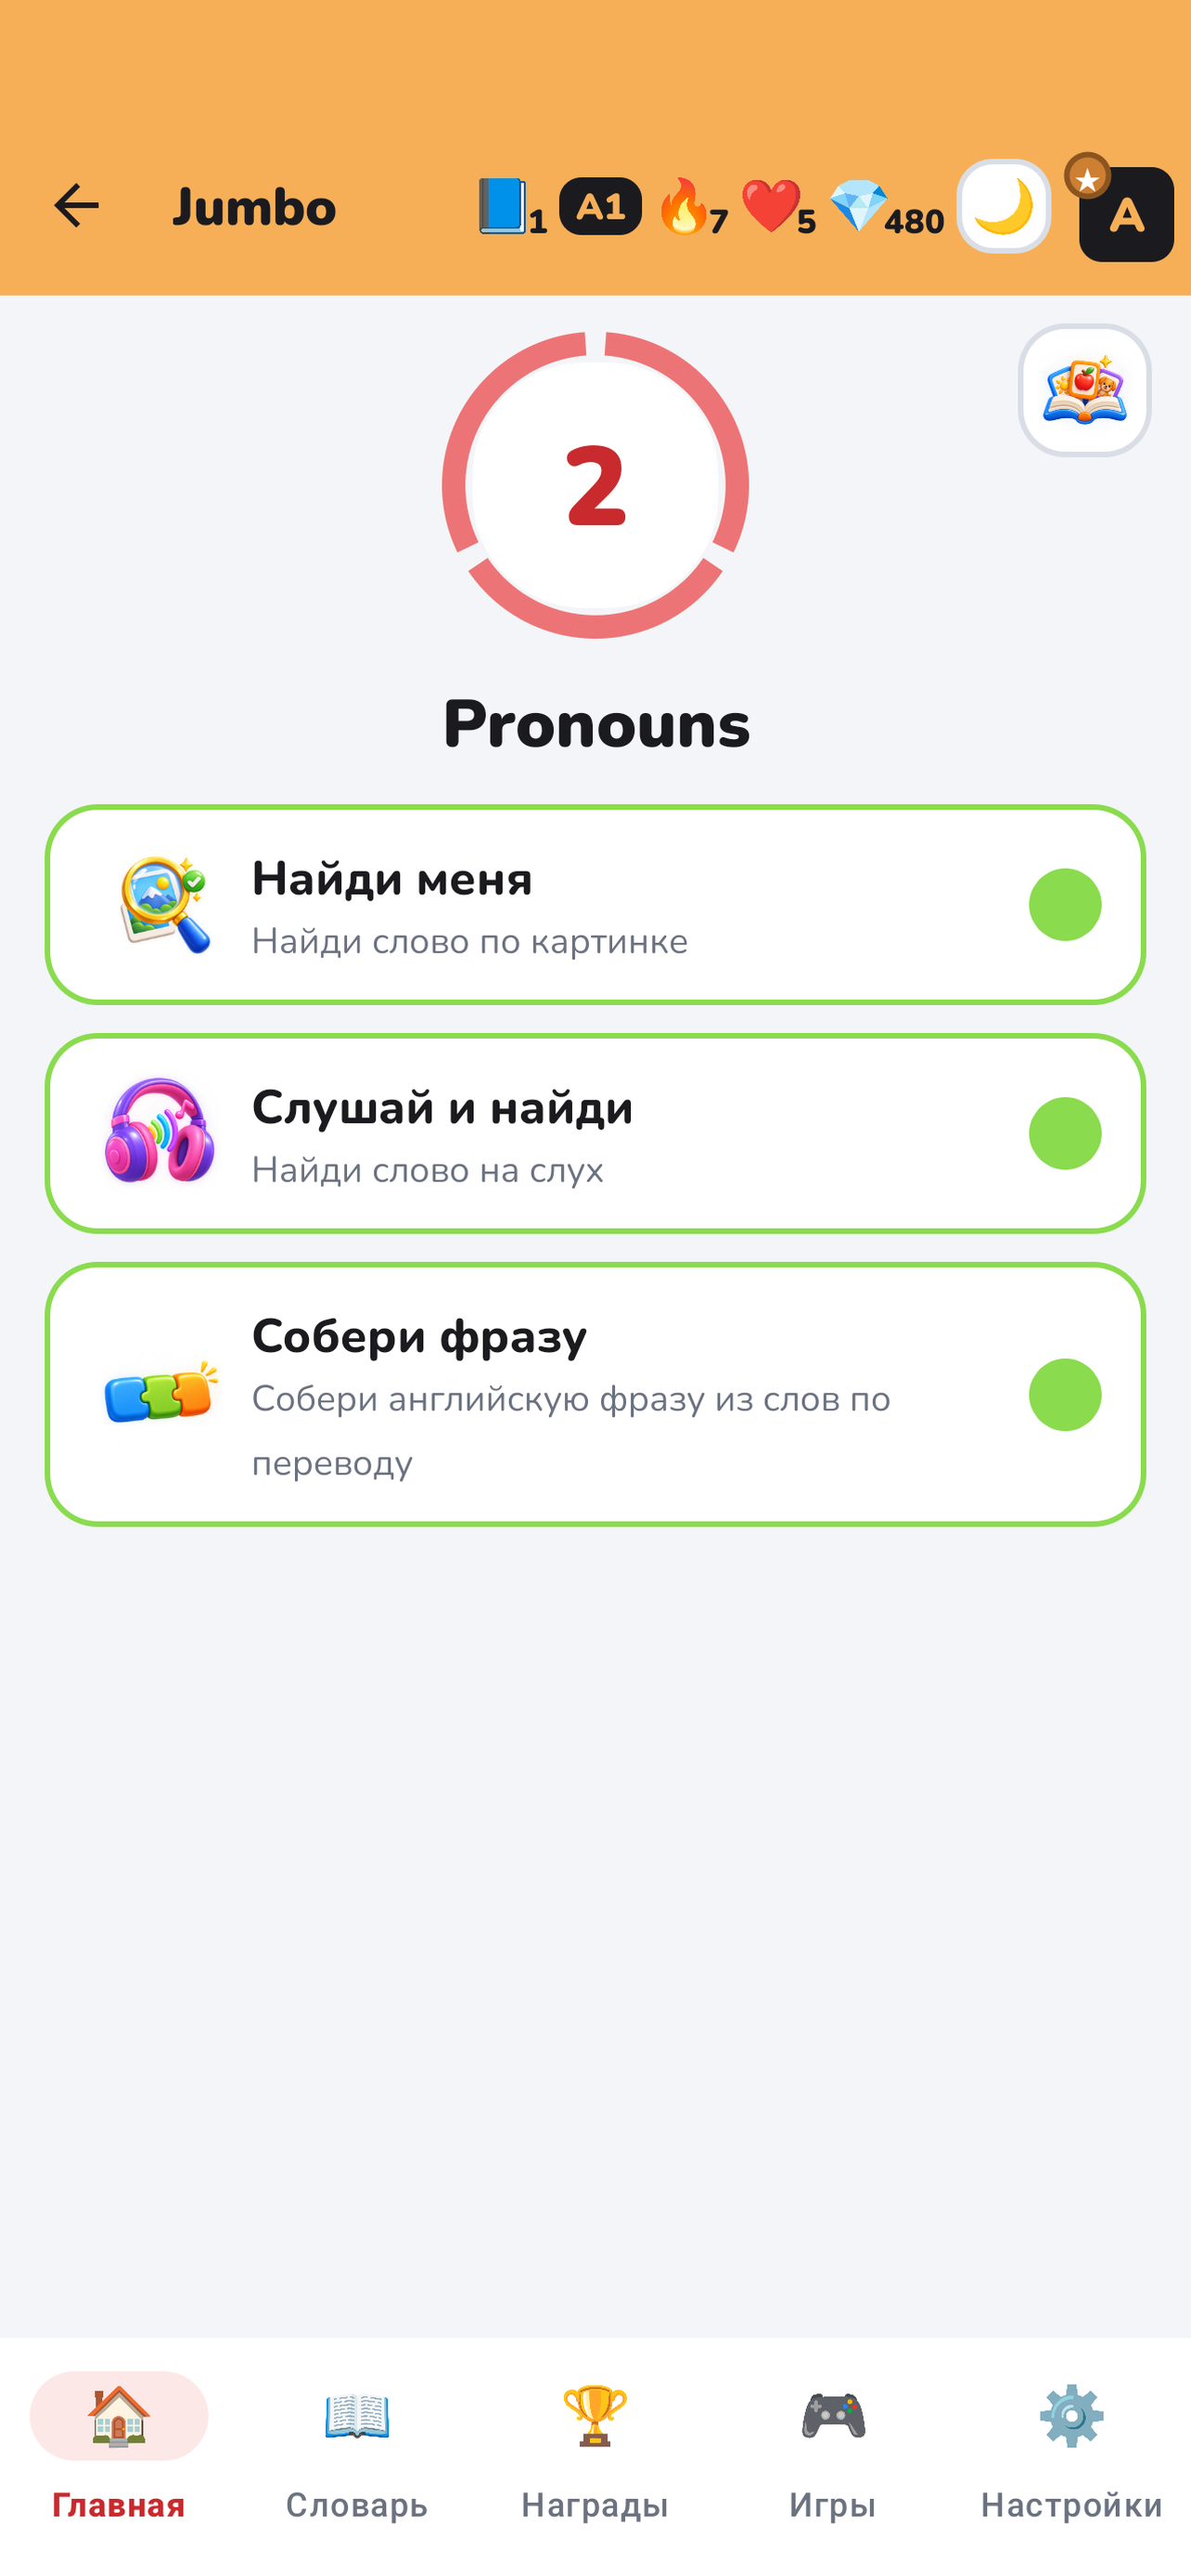 Jumbo
1
A1
7
5
480
A
2
Pronouns
Найди меня
Найди слово по картинке
Слушай и найди
Найди слово на слух
Собери фразу
Собери английскую фразу из слов по
переводу
Главная
Словарь
Награды
Игры
Настройки